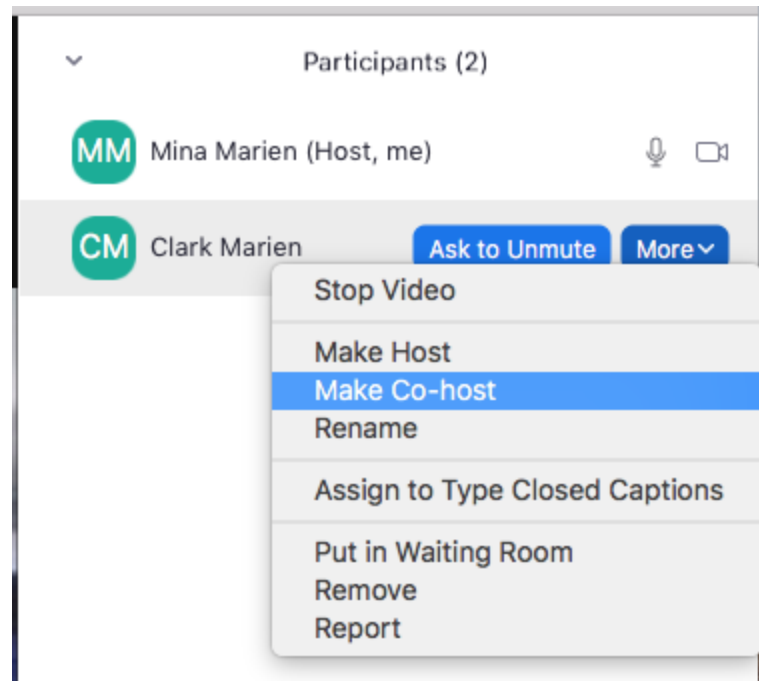 Participants (2)
MM Mina Marien (Host, me)
CM Clark Marien Ask to Unmute More
Stop Video
Make Host
Make Co-host
Rename
Assign to Type Closed Captions
Put in Waiting Room
Remove
Report